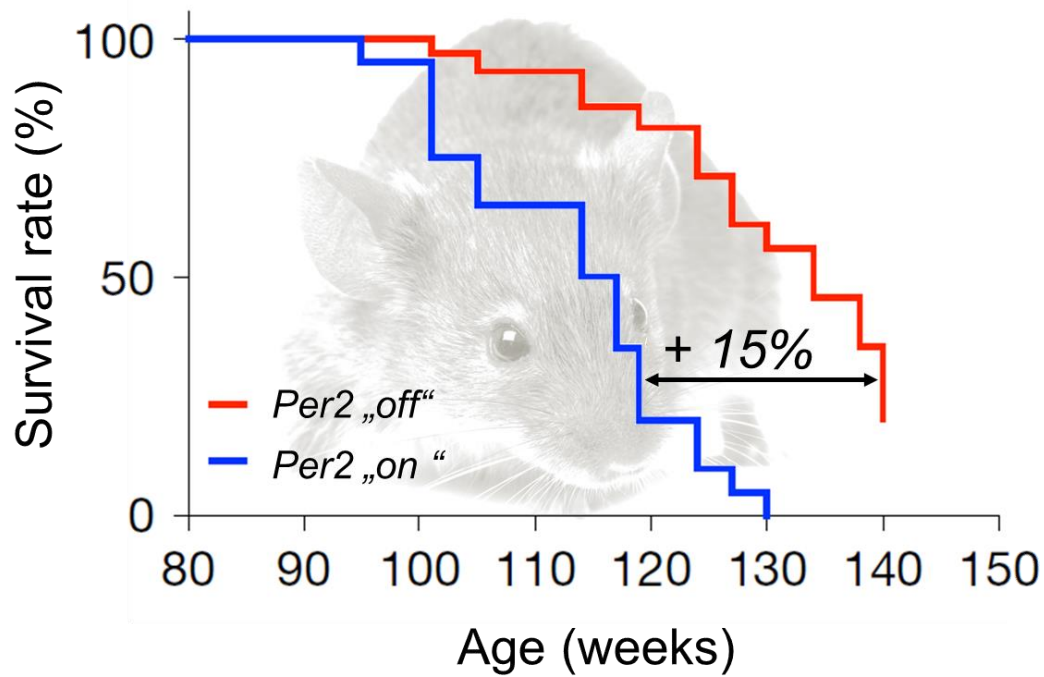 Survival rate (%)
100
50
0
+ 15%
Per2 „off“
Per2 „on “
80 90 100 110 120 130 140 150
Age (weeks)